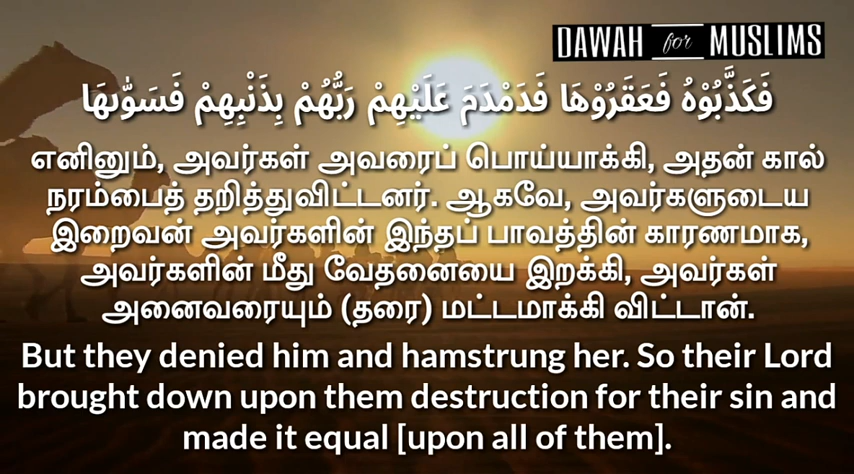 DAWAH for MUSLIMS
فَكَذَّبُوْهُ فَعَقَرُوْهَا فَدَمْدَمَ عَلَيْهِمْ رَبُّهُمْ بِذَنْبِهِمْ فَسَوّٰٮهَا
எனினும், அவர்கள் அவரைப் பொய்யாக்கி, அதன் கால்
நரம்பைத் தறித்துவிட்டனர். ஆகவே, அவர்களுடைய
இறைவன் அவர்களின் இந்தப் பாவத்தின் காரணமாக,
அவர்களின் மீது வேதனையை இறக்கி, அவர்கள்
அனைவரையும் (தரை) மட்டமாக்கி விட்டான்.
But they denied him and hamstrung her. So their Lord
brought down upon them destruction for their sin and
made it equal [upon all of them].